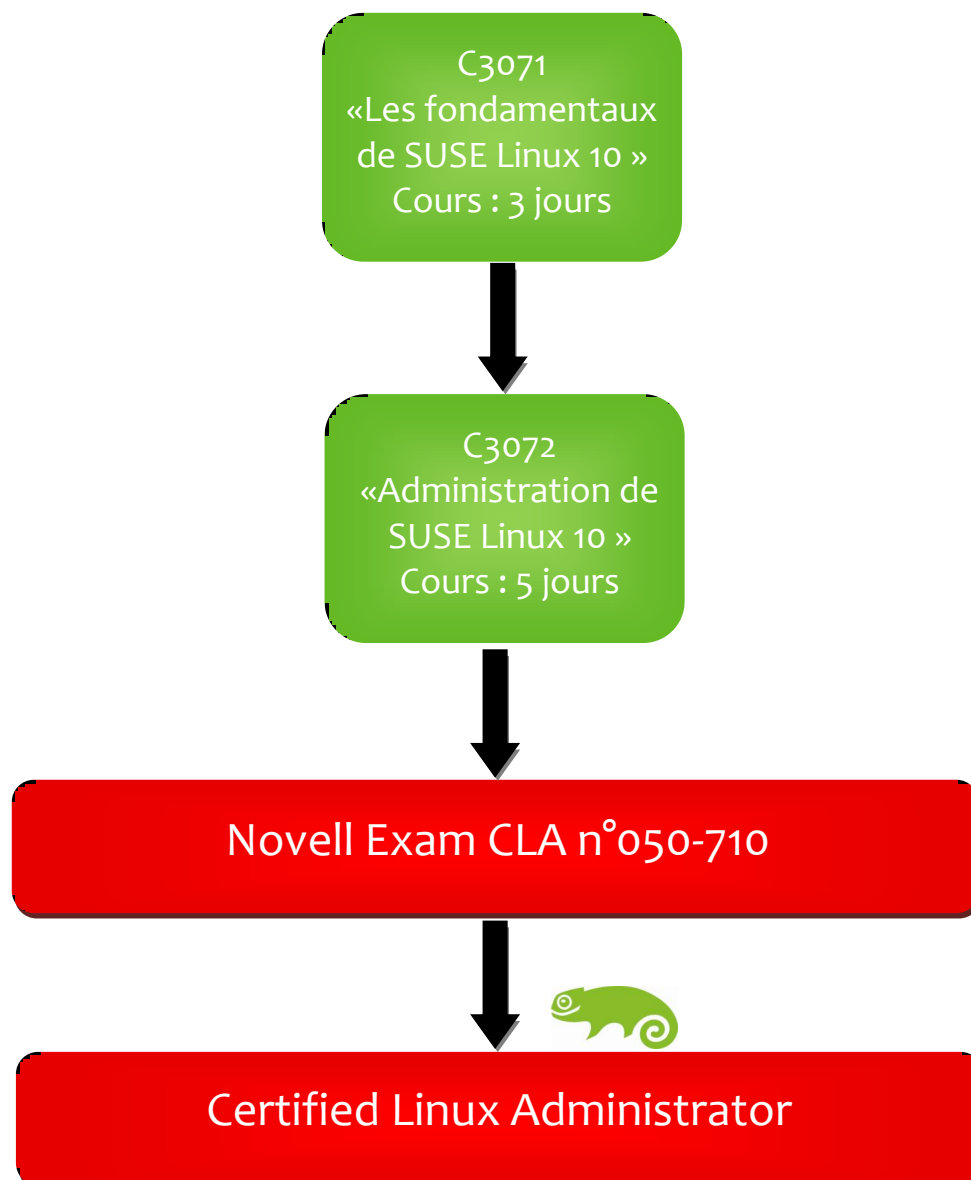 C3071
«Les fondamentaux
de SUSE Linux 10 »
Cours : 3 jours
C3072
«Administration de
SUSE Linux 10 »
Cours : 5 jours
Novell Exam CLA n°050-710
Certified Linux Administrator